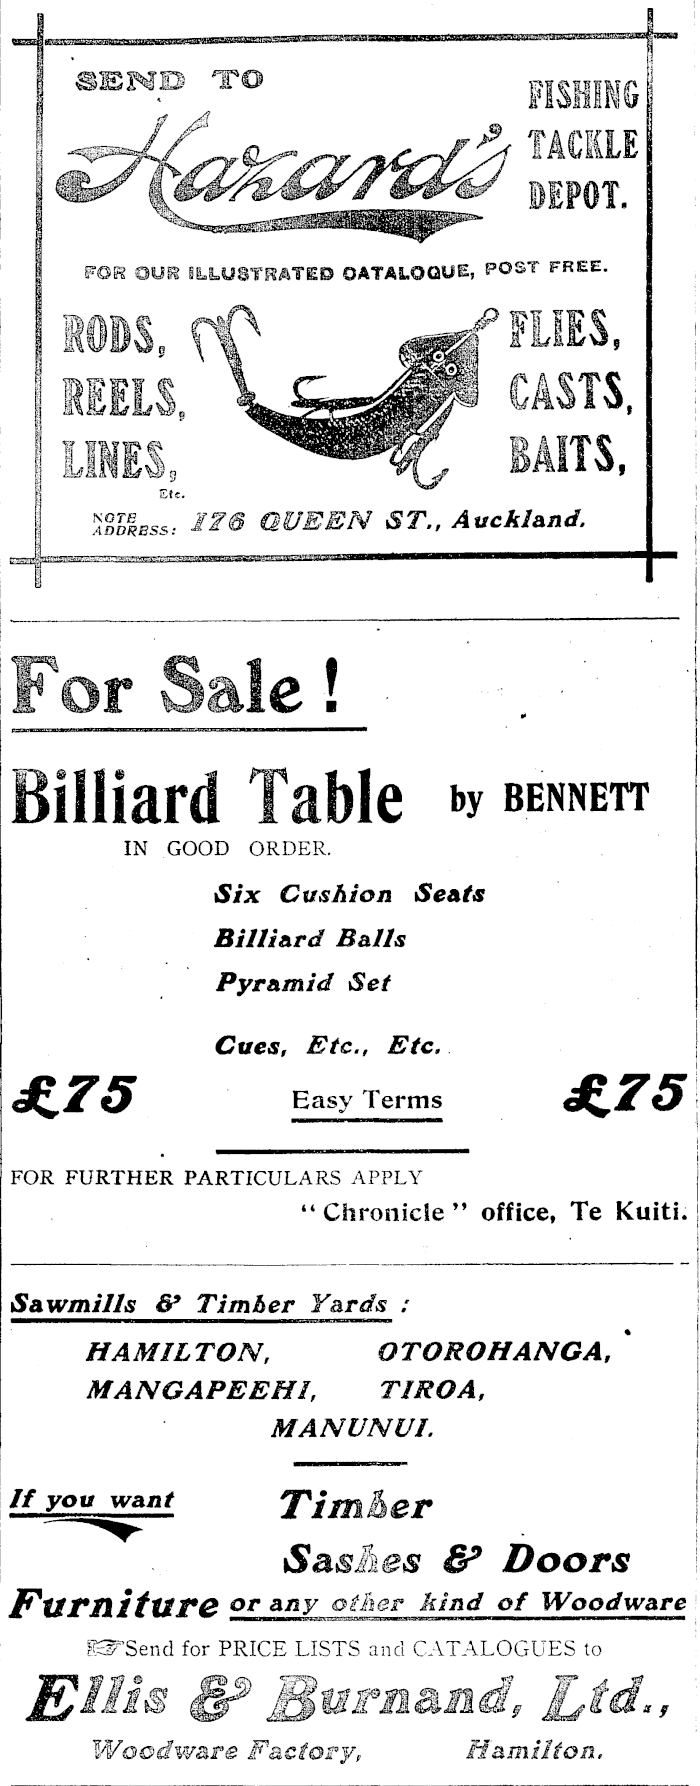 SEND TO
Hazard's
FISHING
TACKLE
DEPOT.
FOR OUR ILLUSTRATED CATALOGUE, POST FREE.
RODS,
REELS,
LINES,
Etc.
FLIES,
CASTS,
BAITS,
NOTE
ADDRESS: 176 QUEEN ST., Auckland.
For Sale!
Billiard Table by BENNETT
IN GOOD ORDER.
Six Cushion Seats
Billiard Balls
Pyramid Set
Cues, Etc., Etc.
£75 Easy Terms £75
FOR FURTHER PARTICULARS APPLY
"Chronicle" office, Te Kuiti.
Sawmills & Timber Yards :
HAMILTON, OTOROHANGA,
MANGAPEEHI, TIROA,
MANUNUI.
If you want Timber
Sashes & Doors
Furniture or any other kind of Woodware
☞Send for PRICE LISTS and CATALOGUES to
Ellis & Burnand, Ltd.,
Woodware Factory, Hamilton.